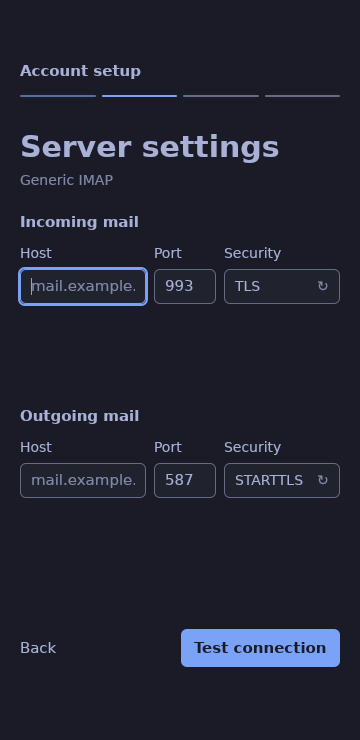 Account setup
Server settings
Generic IMAP
Incoming mail
Host Port Security
mail.example. 993 TLS ↻
Outgoing mail
Host Port Security
mail.example. 587 STARTTLS ↻
Back Test connection